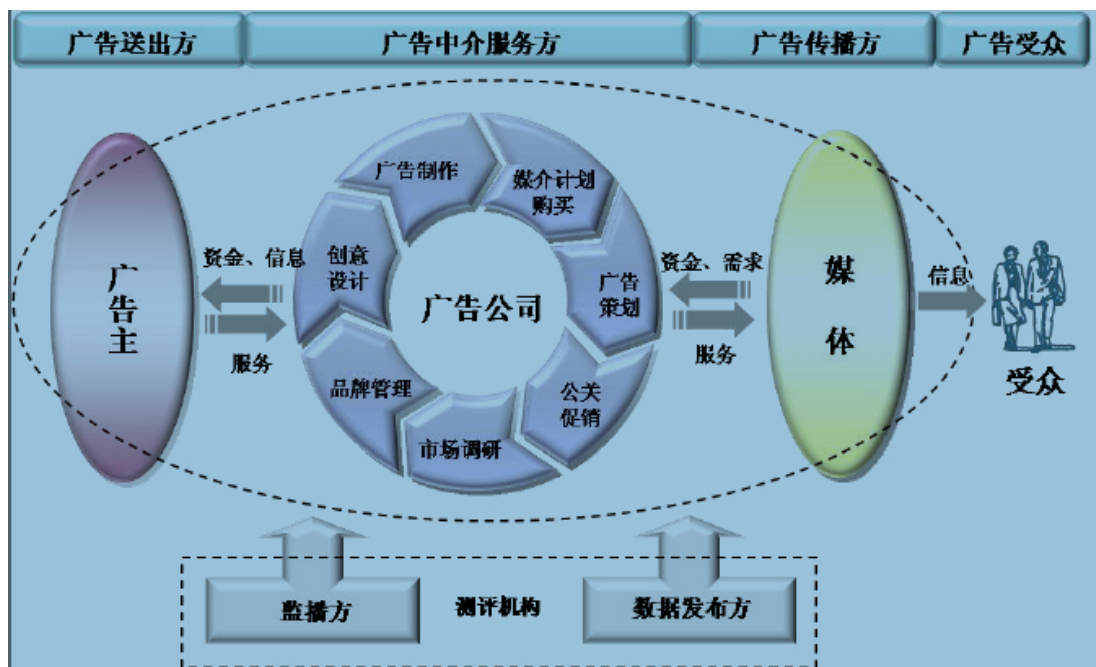 广告送出方
广告中介服务方
广告传播方
广告受众
广告制作
媒介计划
购买
创意
设计
广告
策划
品牌管理
市场调研
公关
促销
广告公司
广告主
资金、信息
服务
资金、需求
服务
媒体
信息
受众
监播方
测评机构
数据发布方